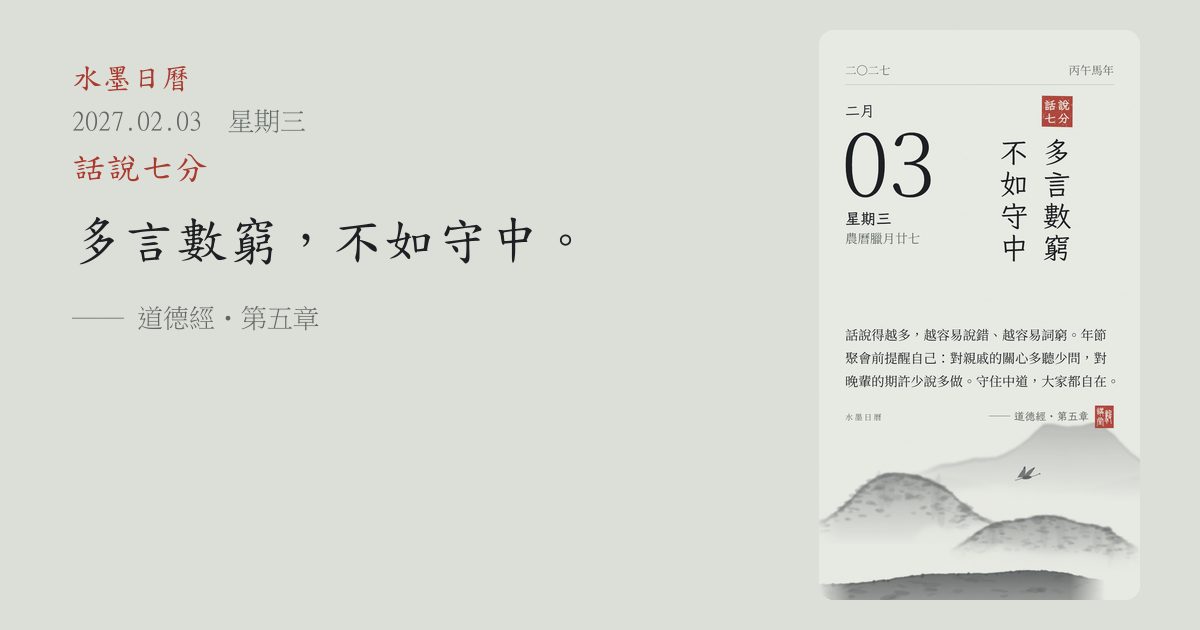 水墨日曆
2027.02.03 星期三
話說七分
多言數窮，不如守中。
—— 道德經・第五章
二〇二七
丙午馬年
二月
03
星期三
農曆臘月廿七
話說
七分
多言數窮
不如守中
話說得越多，越容易說錯、越容易詞窮。年節
聚會前提醒自己：對親戚的關心多聽少問，對
晚輩的期許少說多做。守住中道，大家都自在。
水墨日曆
—— 道德經・第五章